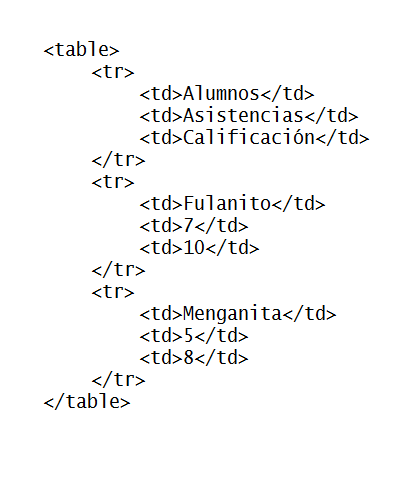 <table>
<tr>
<td>Alumnos</td>
<td>Asistencias</td>
<td>Calificación</td>
</tr>
<tr>
<td>Fulanito</td>
<td>7</td>
<td>10</td>
</tr>
<tr>
<td>Menganita</td>
<td>5</td>
<td>8</td>
</tr>
</table>